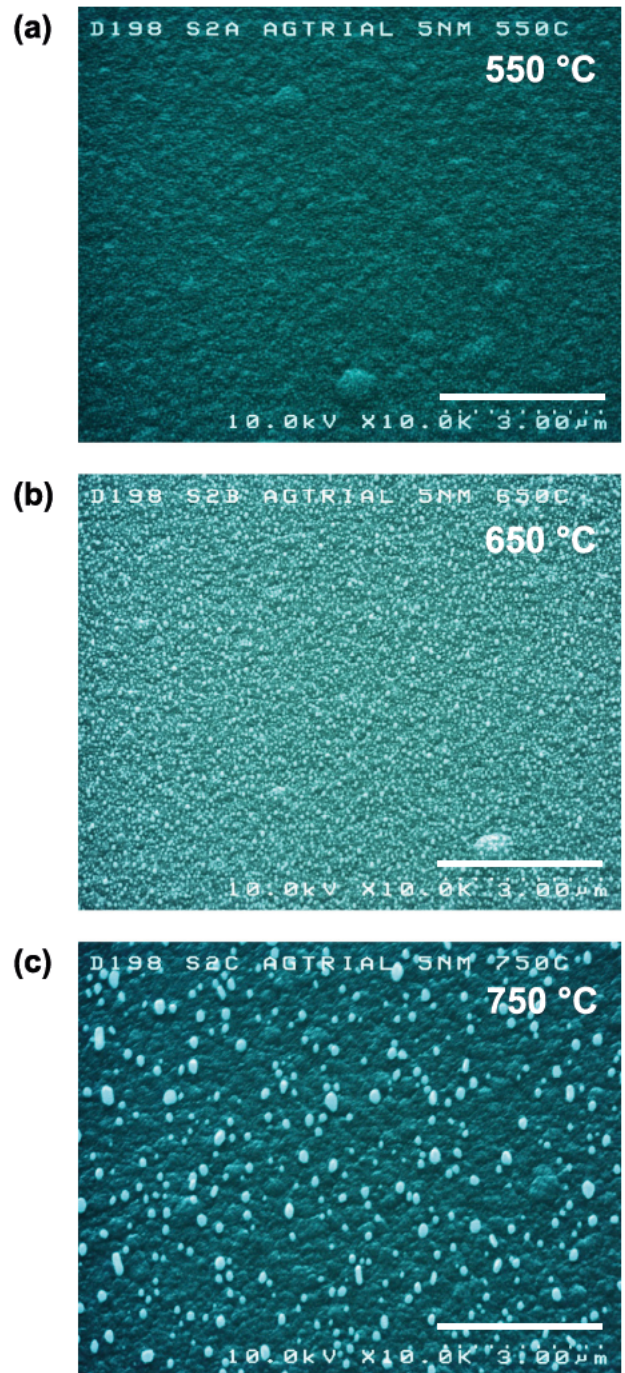 (a)
D198 S2A AGTRIAL 5NM 550C
550 °C
10.0kV X10.0K 3.00µm
(b)
D198 S2B AGTRIAL 5NM 650C
650 °C
10.0kV X10.0K 3.00µm
(c)
D198 S2C AGTRIAL 5NM 750C
750 °C
10.0kV X10.0K 3.00µm